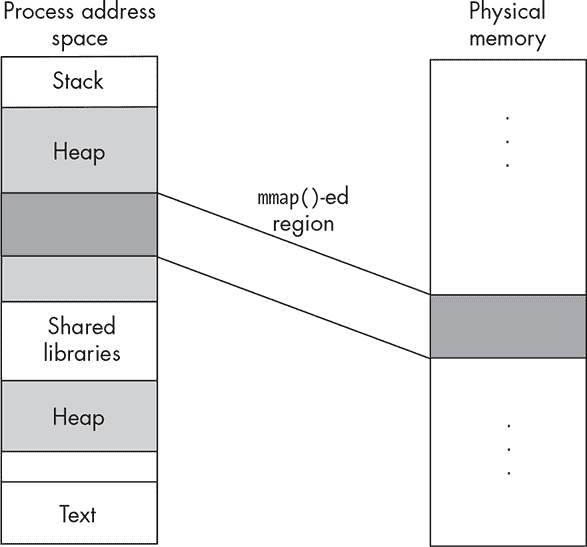 Process address
space
Stack
Heap
Shared
libraries
Heap
Text
mmap()-ed
region
Physical
memory